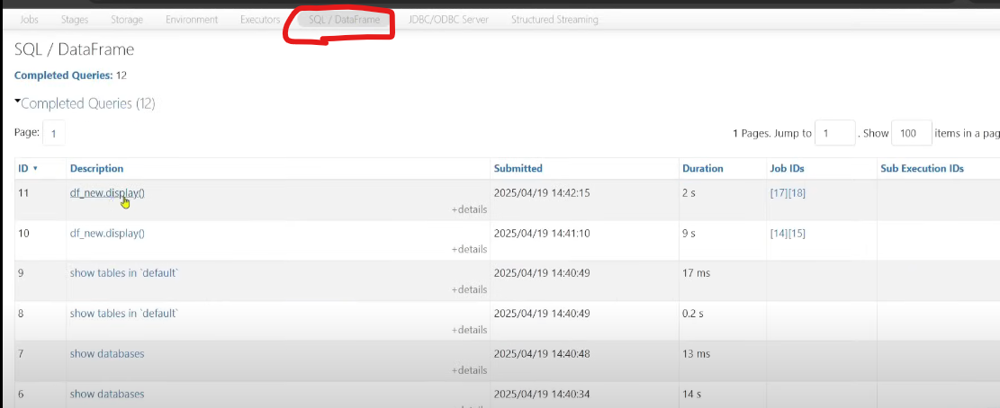 Jobs Stages Storage Environment Executors SQL / DataFrame JDBC/ODBC Server Structured Streaming
SQL / DataFrame
Completed Queries: 12
Completed Queries (12)
Page: 1 1 Pages. Jump to 1 . Show 100 items in a pag
ID Description Submitted Duration Job IDs Sub Execution IDs
11 df_new.display() 2025/04/19 14:42:15 2 s [17][18]
+details
10 df_new.display() 2025/04/19 14:41:10 9 s [14][15]
+details
9 show tables in `default` 2025/04/19 14:40:49 17 ms
+details
8 show tables in `default` 2025/04/19 14:40:49 0.2 s
+details
7 show databases 2025/04/19 14:40:48 13 ms
+details
6 show databases 2025/04/19 14:40:34 14 s